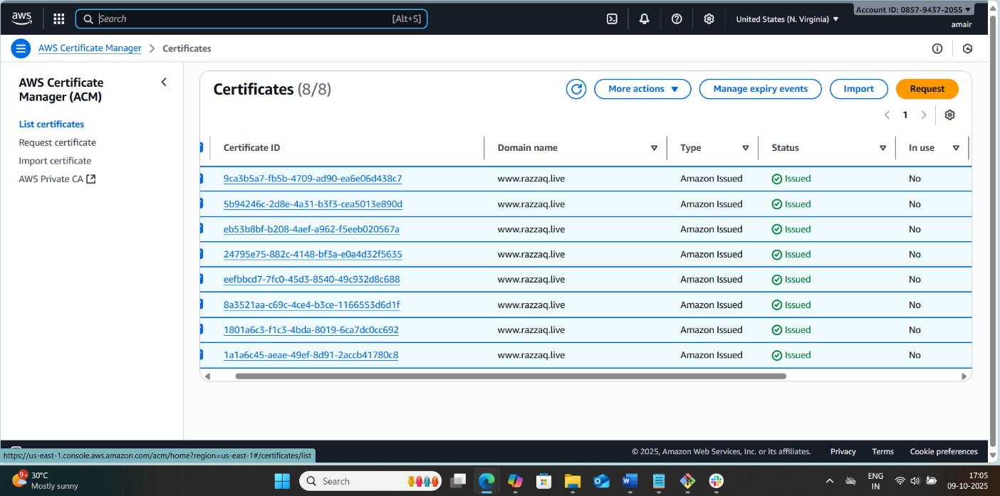 aws
Search
[Alt+S]
United States (N. Virginia)
Account ID: 0857-9437-2055
amair
AWS Certificate Manager
Certificates
AWS Certificate
Manager (ACM)
List certificates
Request certificate
Import certificate
AWS Private CA
Certificates (8/8)
More actions
Manage expiry events
Import
Request
1
Certificate ID Domain name Type Status In use
9ca3b5a7-fb5b-4709-ad90-ea6e06d438c7 www.razzaq.live Amazon Issued Issued No
5b94246c-2d8e-4a31-b3f3-cea5013e890d www.razzaq.live Amazon Issued Issued No
eb53b8bf-b208-4aef-a962-f5eeb020567a www.razzaq.live Amazon Issued Issued No
24795e75-882c-4148-bf3a-e0a4d32f5635 www.razzaq.live Amazon Issued Issued No
eefbbcd7-7fc0-45d3-8540-49c932d8c688 www.razzaq.live Amazon Issued Issued No
8a3521aa-c69c-4ce4-b3ce-1166553d6d1f www.razzaq.live Amazon Issued Issued No
1801a6c3-f1c3-4bda-8019-6ca7dc0cc692 www.razzaq.live Amazon Issued Issued No
1a1a6c45-aeae-49ef-8d91-2accb41780c8 www.razzaq.live Amazon Issued Issued No
https://us-east-1.console.aws.amazon.com/acm/home?region=us-east-1#/certificates/list
© 2025, Amazon Web Services, Inc. or its affiliates. Privacy Terms Cookie preferences
9+
30°C
Mostly sunny
Search
ENG
IN
17:05
09-10-2025